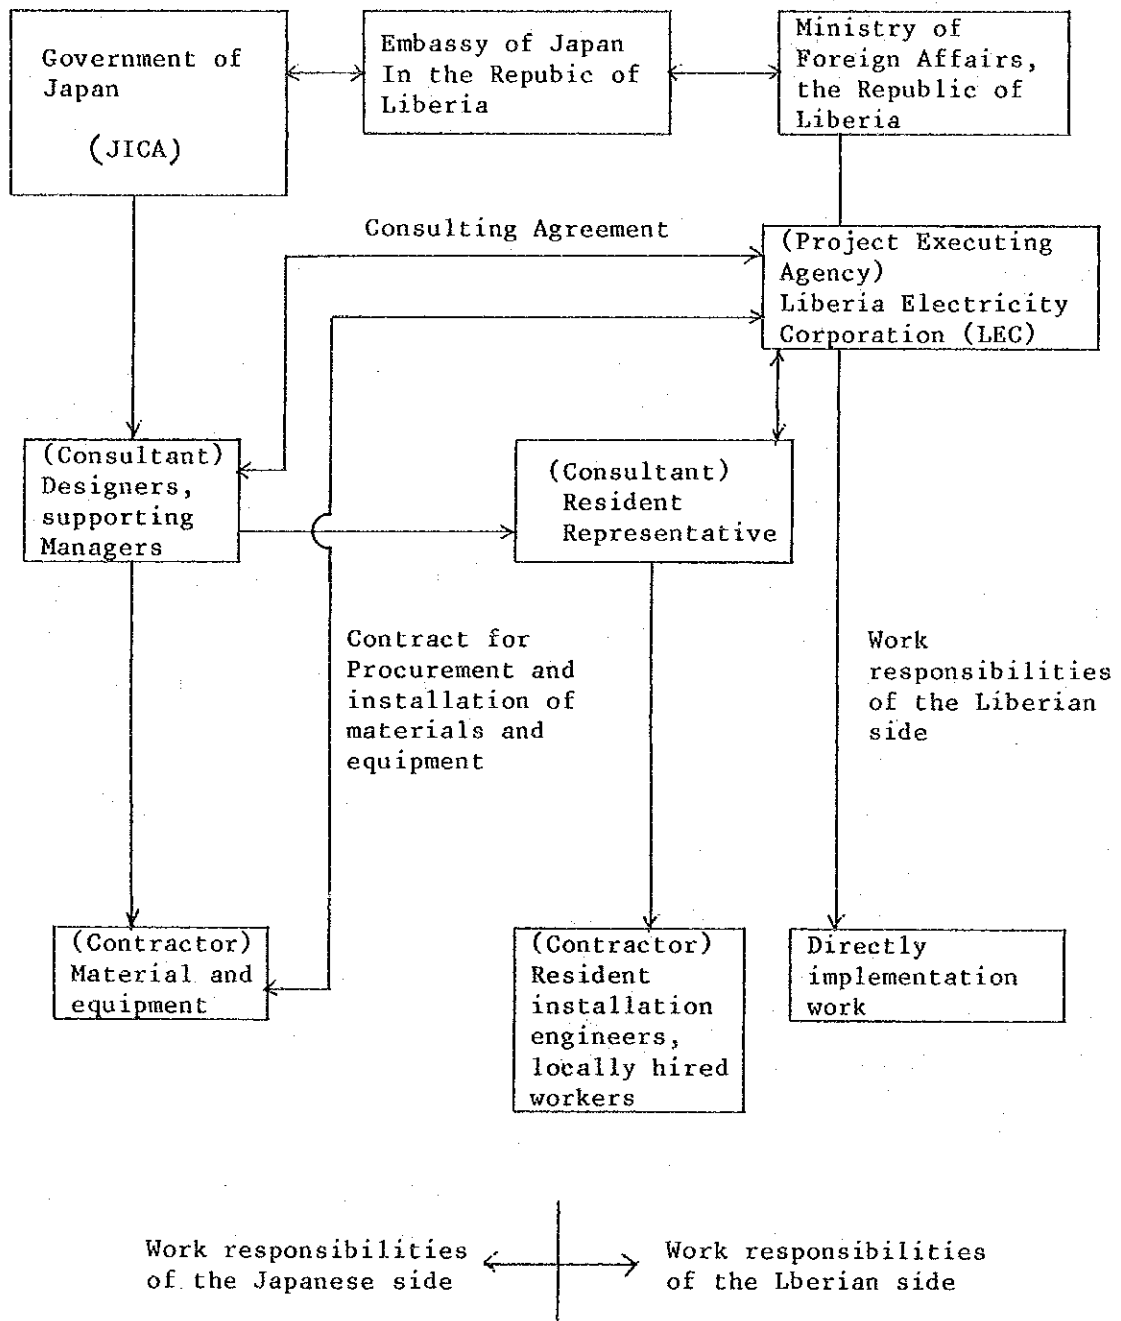 Government of
Japan
(JICA)
Embassy of Japan
In the Repubic of
Liberia
Ministry of
Foreign Affairs,
the Republic of
Liberia
Consulting Agreement
(Project Executing
Agency)
Liberia Electricity
Corporation (LEC)
(Consultant)
Designers,
supporting
Managers
(Consultant)
Resident
Representative
Contract for
Procurement and
installation of
materials and
equipment
Work
responsibilities
of the Liberian
side
(Contractor)
Material and
equipment
(Contractor)
Resident
installation
engineers,
locally hired
workers
Directly
implementation
work
Work responsibilities
of the Japanese side
Work responsibilities
of the Lberian side